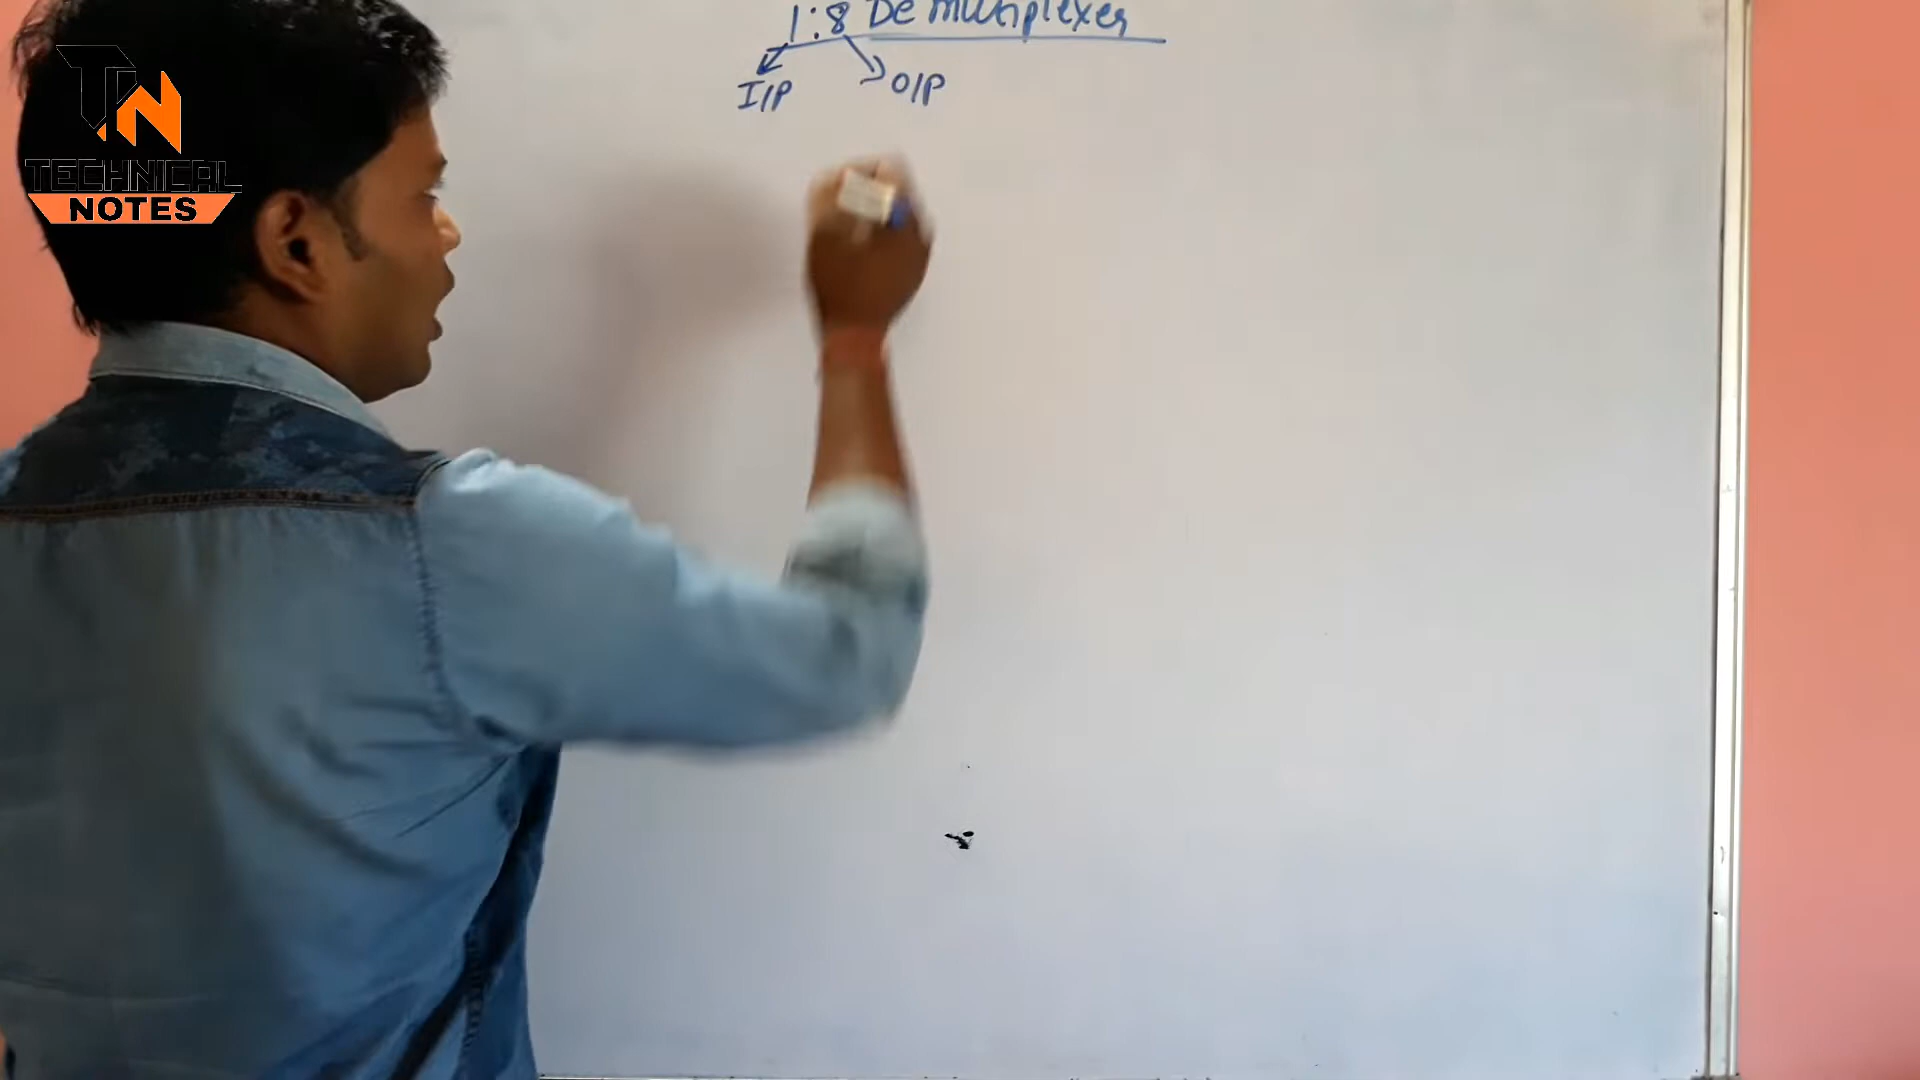 1:8 De multiplexer
I/P O/P
TN
TECHNICAL
NOTES